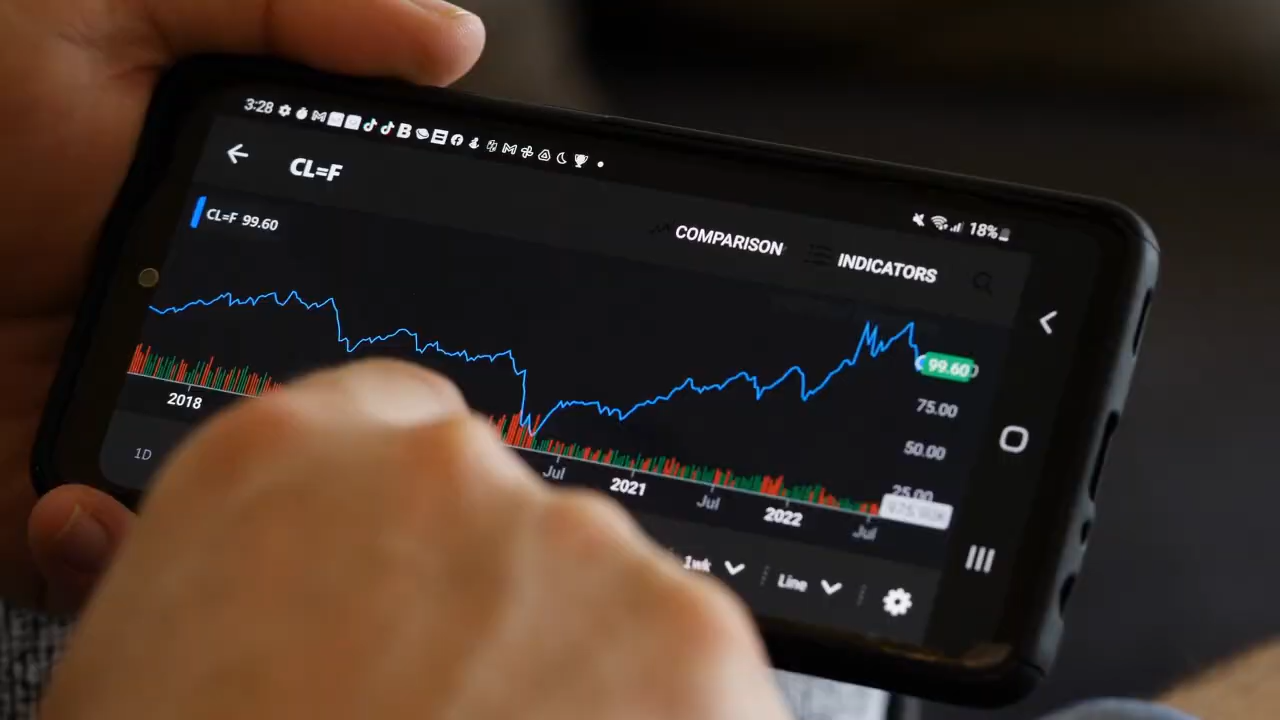 3:28
18%
CL=F
CL=F 99.60
COMPARISON
INDICATORS
99.60
75.00
50.00
25.00
2018
Jul
2021
Jul
2022
Jul
1D
1wk
Line